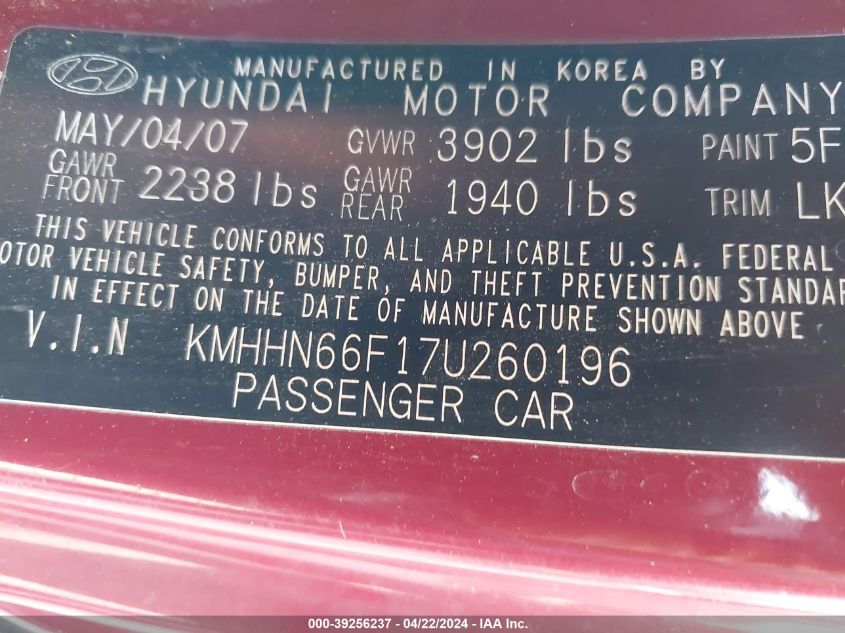 MANUFACTURED IN KOREA BY
HYUNDAI MOTOR COMPANY
MAY/04/07 GVWR 3902 lbs PAINT 5F
GAWR FRONT 2238 lbs GAWR REAR 1940 lbs TRIM LK
THIS VEHICLE CONFORMS TO ALL APPLICABLE U.S.A. FEDERAL
OTOR VEHICLE SAFETY, BUMPER, AND THEFT PREVENTION STANDAR
IN EFFECT ON THE DATE OF MANUFACTURE SHOWN ABOVE
V.I.N KMHHN66F17U260196
PASSENGER CAR
000-39256237 - 04/22/2024 - IAA Inc.